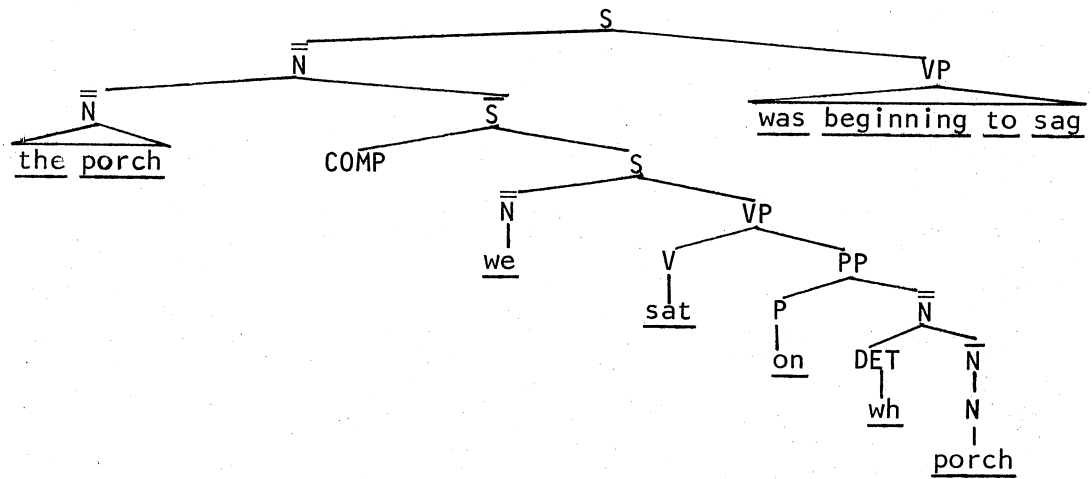 S
N̿ VP
N̿ S̅ was beginning to sag
the porch COMP S
N̿ VP
we V PP
sat P N̿
on DET N̅
wh N
porch